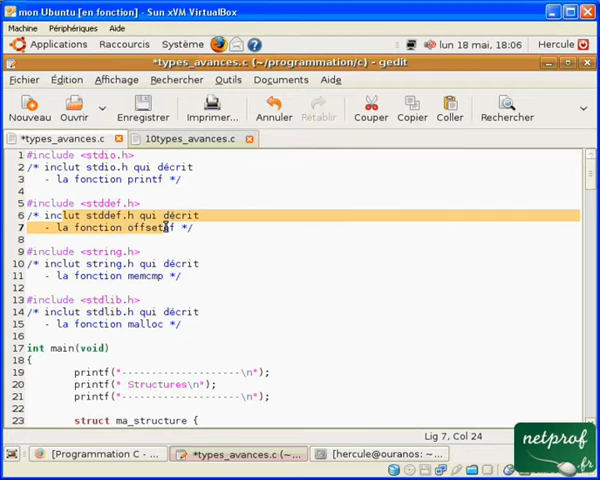 mon Ubuntu [en fonction] - Sun xVM VirtualBox
Machine Périphériques Aide
Applications Raccourcis Système lun 18 mai, 18:06 Hercule
*types_avances.c (~/programmation/c) - gedit
Fichier Édition Affichage Rechercher Outils Documents Aide
Nouveau Ouvrir Enregistrer Imprimer... Annuler Rétablir Couper Copier Coller Rechercher
*types_avances.c 10types_avances.c
1 #include <stdio.h>
2 /* inclut stdio.h qui décrit
3 - la fonction printf */
4
5 #include <stddef.h>
6 /* inclut stddef.h qui décrit
7 - la fonction offsetof */
8
9 #include <string.h>
10 /* inclut string.h qui décrit
11 - la fonction memcmp */
12
13 #include <stdlib.h>
14 /* inclut stdlib.h qui décrit
15 - la fonction malloc */
16
17 int main(void)
18 {
19 printf("--------------------\n");
20 printf(" Structures\n");
21 printf("--------------------\n");
22
23 struct ma_structure {
Lig 7, Col 24
[Programmation C - ... *types_avances.c (~... [hercule@ouranos: ~...
netprof
.fr